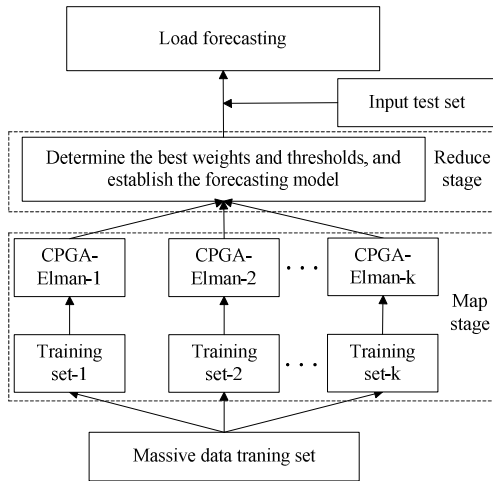 Load forecasting
Input test set
Determine the best weights and thresholds, and
establish the forecasting model
Reduce
stage
CPGA-
Elman-1
CPGA-
Elman-2
. . .
CPGA-
Elman-k
Map
stage
Training
set-1
Training
set-2
. . .
Training
set-k
Massive data traning set